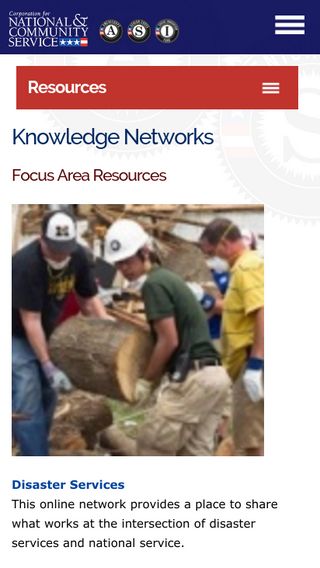 Corporation for
NATIONAL &
COMMUNITY
SERVICE
A
S
I
Resources
Knowledge Networks
Focus Area Resources
Disaster Services
This online network provides a place to share
what works at the intersection of disaster
services and national service.